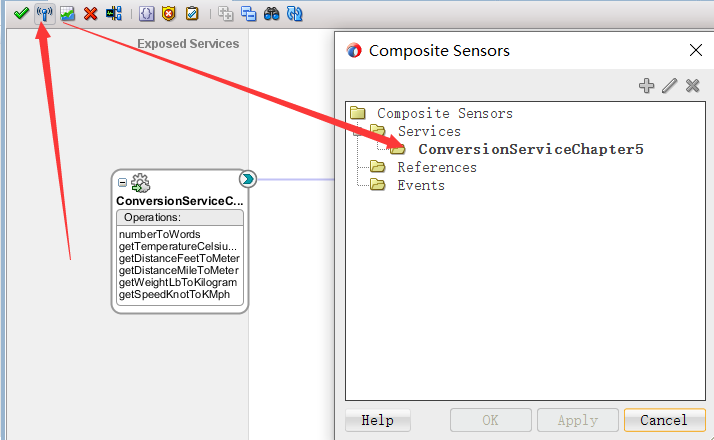 Exposed Services
ConversionServiceC...
Operations:
numberToWords
getTemperatureCelsiu...
getDistanceFeetToMeter
getDistanceMileToMeter
getWeightLbToKilogram
getSpeedKnotToKMph
Composite Sensors
Composite Sensors
Services
ConversionServiceChapter5
References
Events
Help
OK
Apply
Cancel